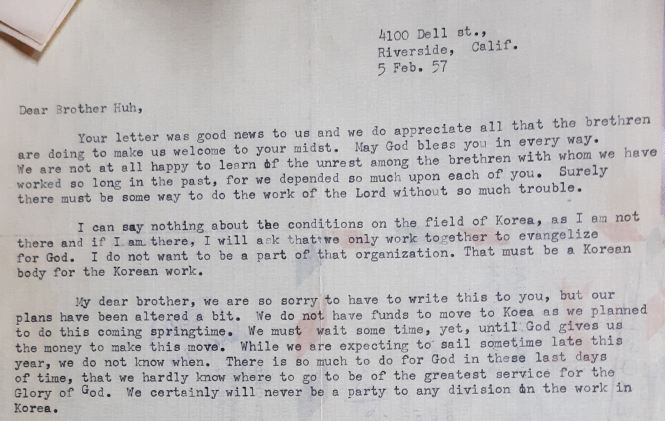 4100 Dell st.,
Riverside, Calif.
5 Feb. 57
Dear Brother Huh,
Your letter was good news to us and we do appreciate all that the brethren
are doing to make us welcome to your midst. May God bless you in every way.
We are not at all happy to learn of the unrest among the brethren with whom we have
worked so long in the past, for we depended so much upon each of you. Surely
there must be some way to do the work of the Lord without so much trouble.
I can say nothing about the conditions on the field of Korea, as I am not
there and if I am there, I will ask that we only work together to evangelize
for God. I do not want to be a part of that organization. That must be a Korean
body for the Korean work.
My dear brother, we are so sorry to have to write this to you, but our
plans have been altered a bit. We do not have funds to move to Koea as we planned
to do this coming springtime. We must wait some time, yet, until God gives us
the money to make this move. While we are expecting to sail sometime late this
year, we do not know when. There is so much to do for God in these last days
of time, that we hardly know where to go to be of the greatest service for the
Glory of God. We certainly will never be a party to any division in the work in
Korea.